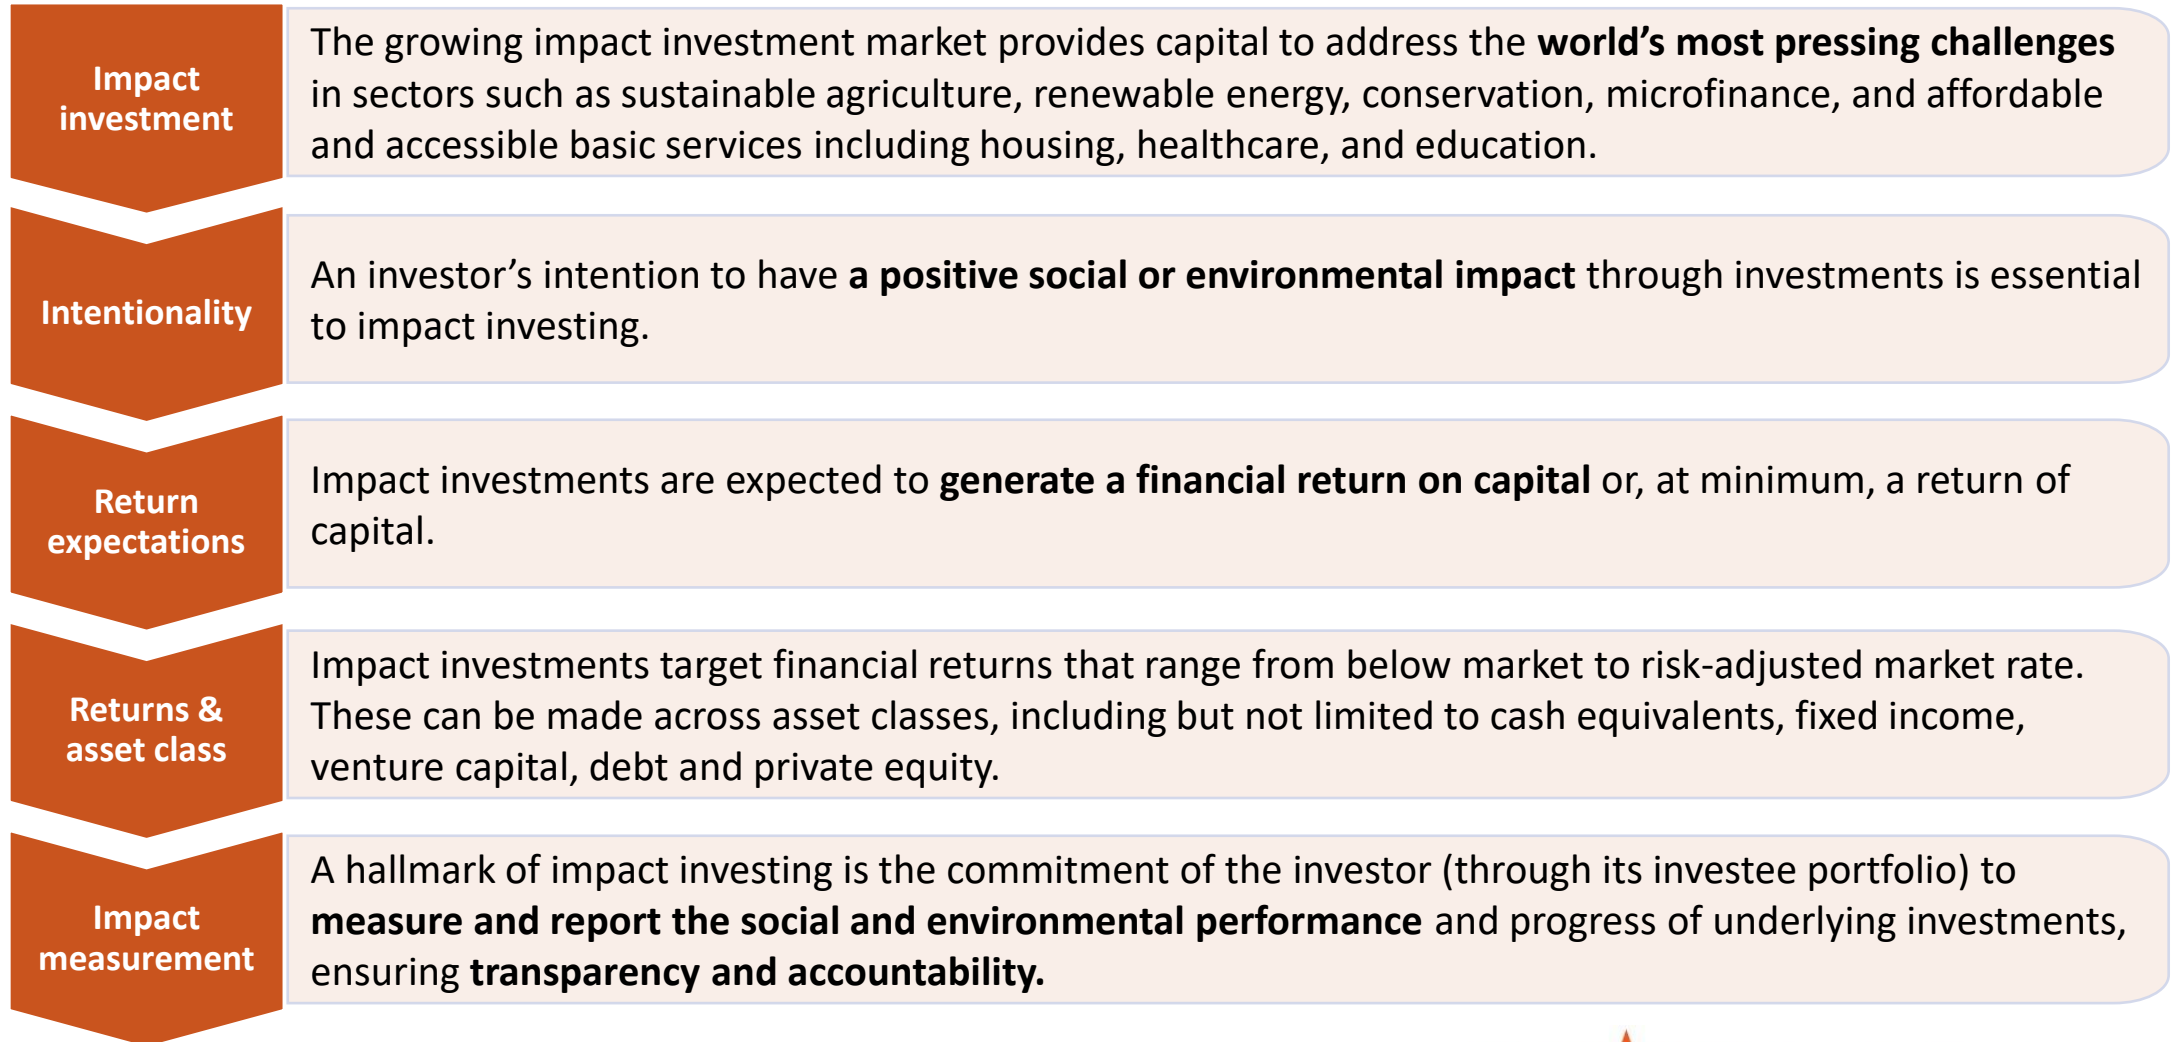 Impact
investment
The growing impact investment market provides capital to address the world’s most pressing challenges
in sectors such as sustainable agriculture, renewable energy, conservation, microfinance, and affordable
and accessible basic services including housing, healthcare, and education.
Intentionality
An investor’s intention to have a positive social or environmental impact through investments is essential
to impact investing.
Return
expectations
Impact investments are expected to generate a financial return on capital or, at minimum, a return of
capital.
Returns &
asset class
Impact investments target financial returns that range from below market to risk-adjusted market rate.
These can be made across asset classes, including but not limited to cash equivalents, fixed income,
venture capital, debt and private equity.
Impact
measurement
A hallmark of impact investing is the commitment of the investor (through its investee portfolio) to
measure and report the social and environmental performance and progress of underlying investments,
ensuring transparency and accountability.